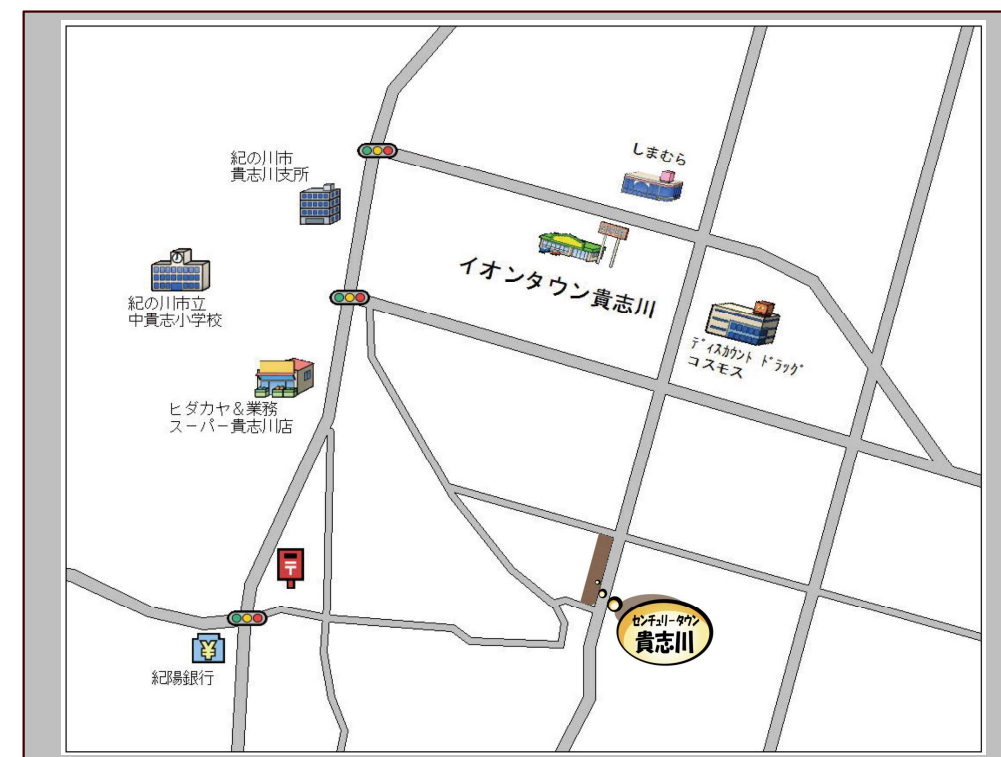 紀の川市
貴志川支所
しまむら
イオンタウン貴志川
紀の川市立
中貴志小学校
ディスカウント ドラッグ
コスモス
ヒダカヤ&業務
スーパー貴志川店
〒
センチュリータウン
貴志川
¥
紀陽銀行